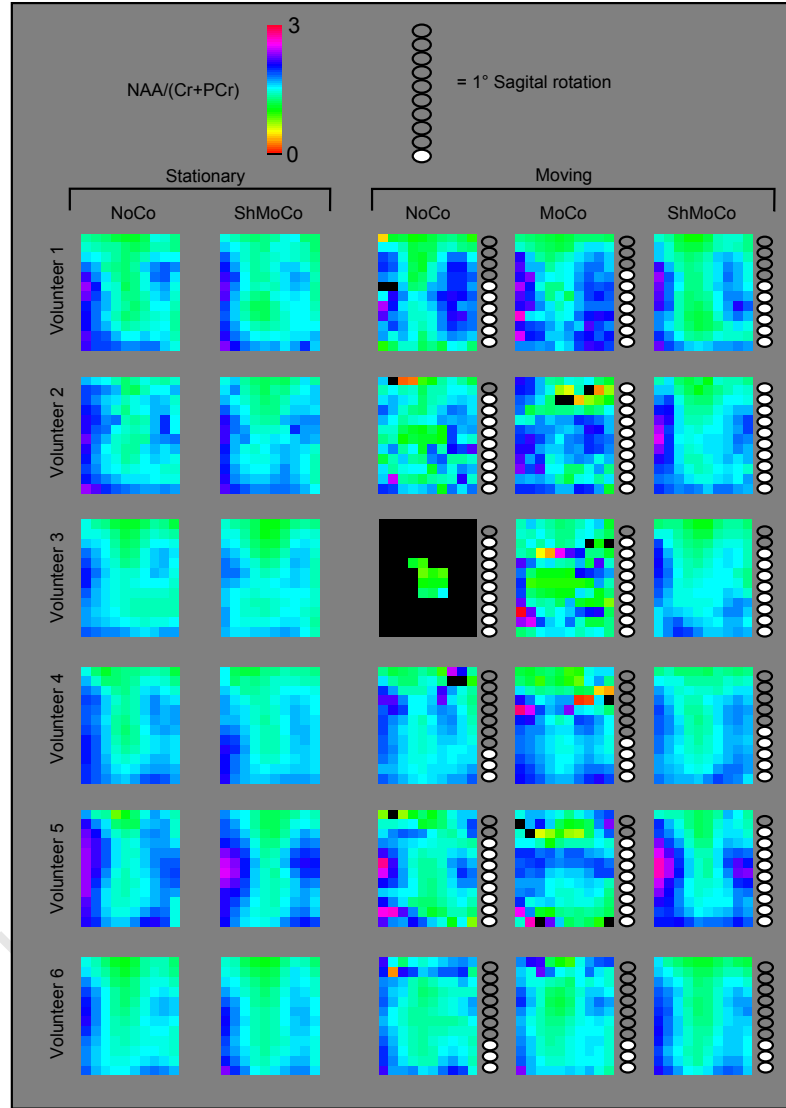 3
NAA/(Cr+PCr)
= 1° Sagital rotation
0
Stationary
Moving
NoCo
ShMoCo
NoCo
MoCo
ShMoCo
Volunteer 1
Volunteer 2
Volunteer 3
Volunteer 4
Volunteer 5
Volunteer 6